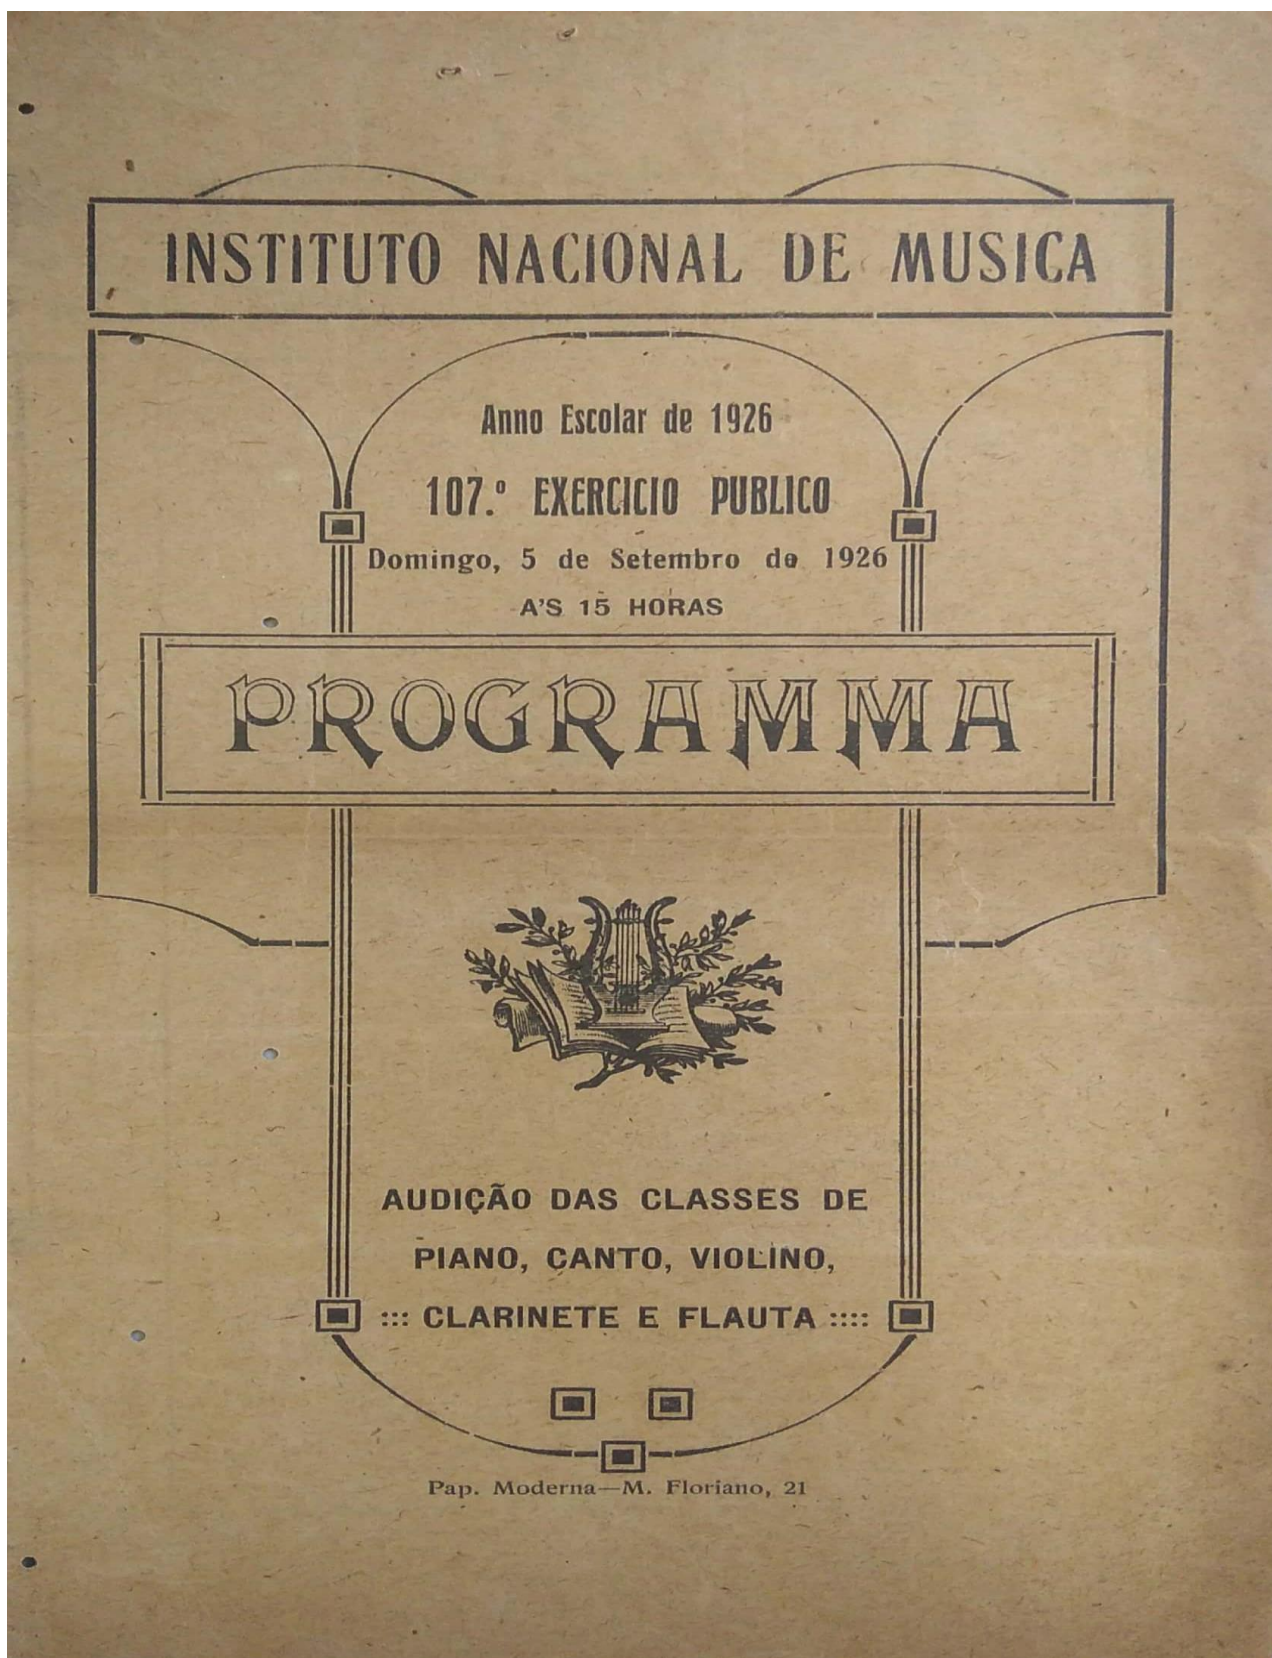 INSTITUTO NACIONAL DE MUSICA
Anno Escolar de 1926
107.º EXERCICIO PUBLICO
Domingo, 5 de Setembro de 1926
A'S 15 HORAS
PROGRAMMA
AUDIÇÃO DAS CLASSES DE
PIANO, CANTO, VIOLINO,
::: CLARINETE E FLAUTA ::::
Pap. Moderna—M. Floriano, 21